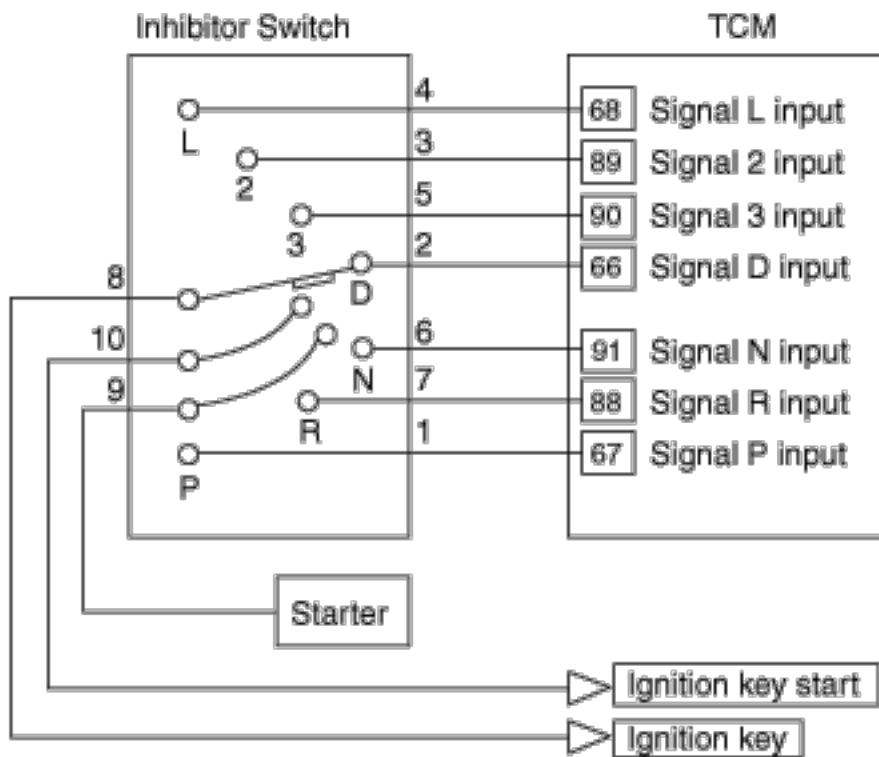 Inhibitor Switch
TCM
4
68 Signal L input
L
3
89 Signal 2 input
2
5
90 Signal 3 input
3
2
66 Signal D input
D
8
10
6
91 Signal N input
N
9
7
88 Signal R input
R
1
67 Signal P input
P
Starter
Ignition key start
Ignition key